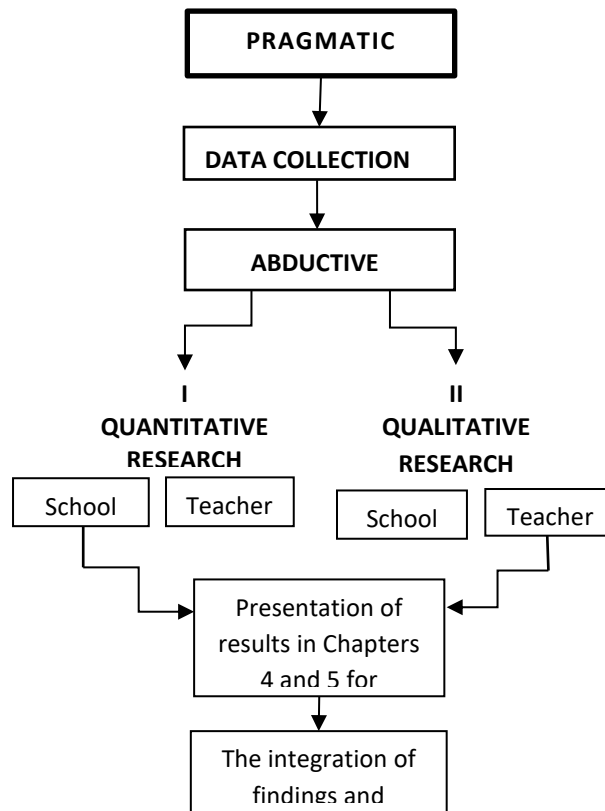 PRAGMATIC
DATA COLLECTION
ABDUCTIVE
I
QUANTITATIVE
RESEARCH
School
Teacher
II
QUALITATIVE
RESEARCH
School
Teacher
Presentation of
results in Chapters
4 and 5 for
The integration of
findings and